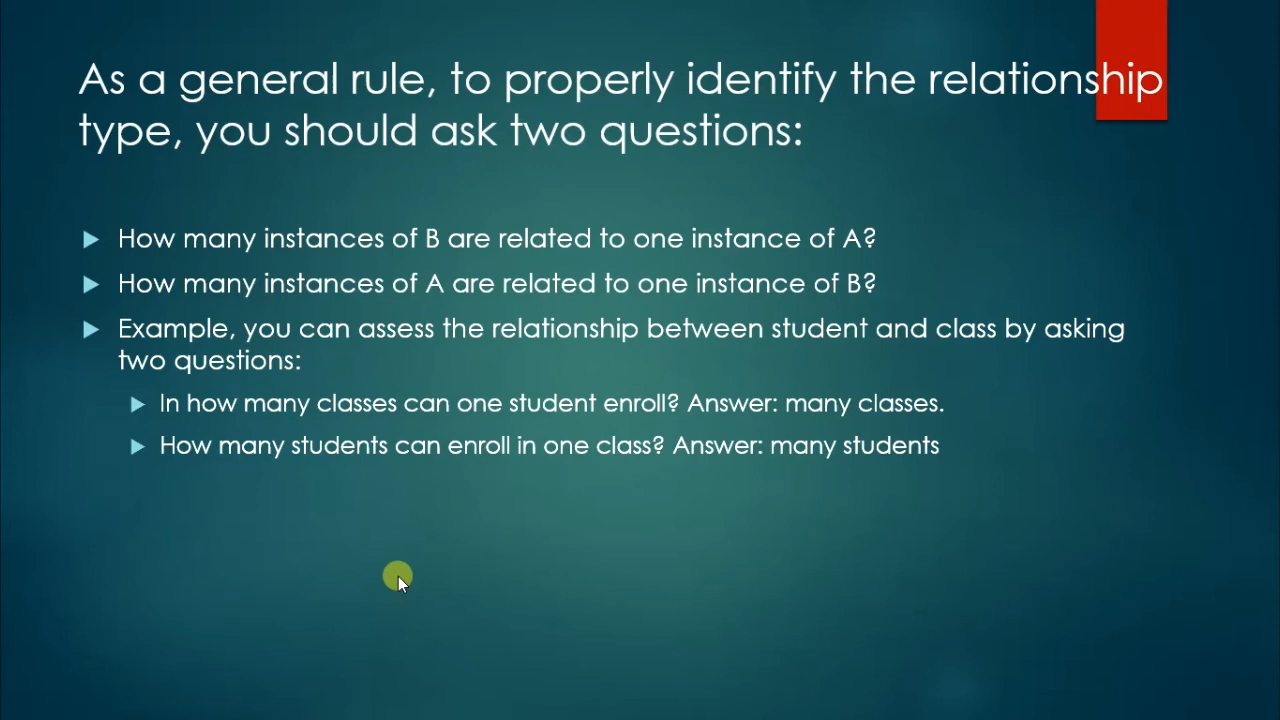 As a general rule, to properly identify the relationship
type, you should ask two questions:
How many instances of B are related to one instance of A?
How many instances of A are related to one instance of B?
Example, you can assess the relationship between student and class by asking
two questions:
In how many classes can one student enroll? Answer: many classes.
How many students can enroll in one class? Answer: many students